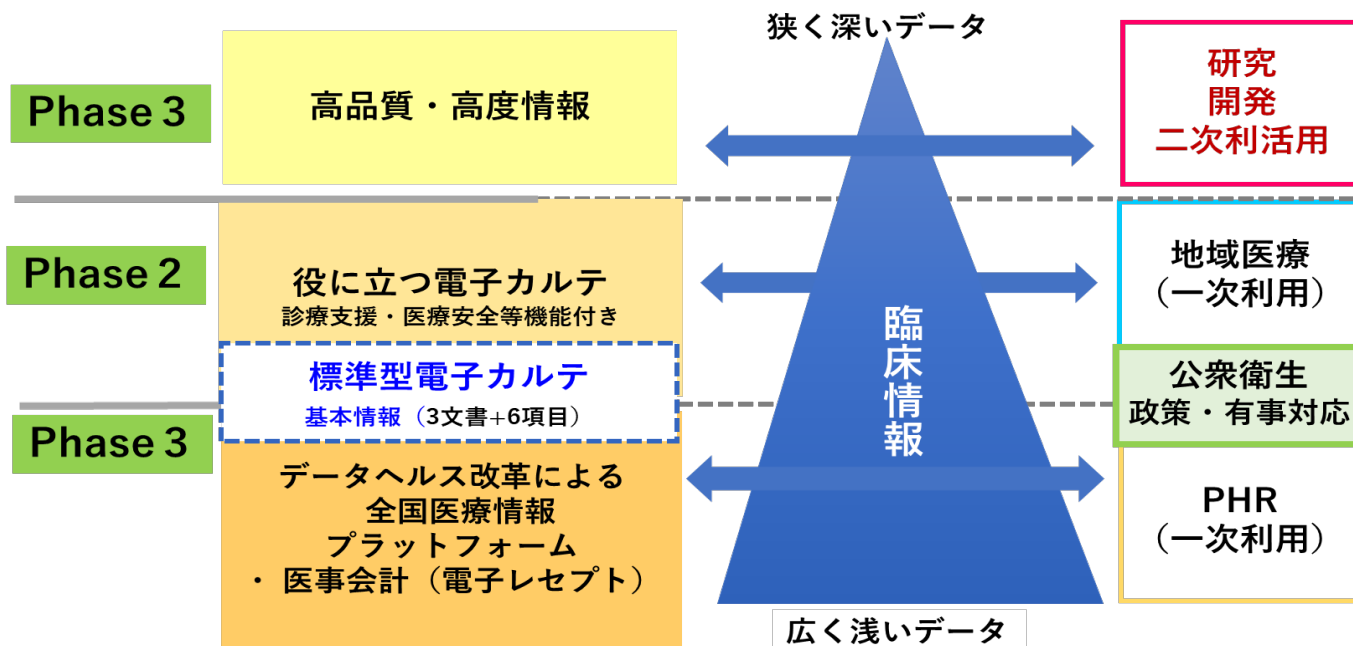 狭く深いデータ
Phase 3
高品質・高度情報
研究
開発
二次利活用
Phase 2
役に立つ電子カルテ
診療支援・医療安全等機能付き
地域医療
（一次利用）
標準型電子カルテ
基本情報（3文書+6項目）
臨床情報
公衆衛生
政策・有事対応
Phase 3
データヘルス改革による
全国医療情報
プラットフォーム
・ 医事会計（電子レセプト）
PHR
（一次利用）
広く浅いデータ